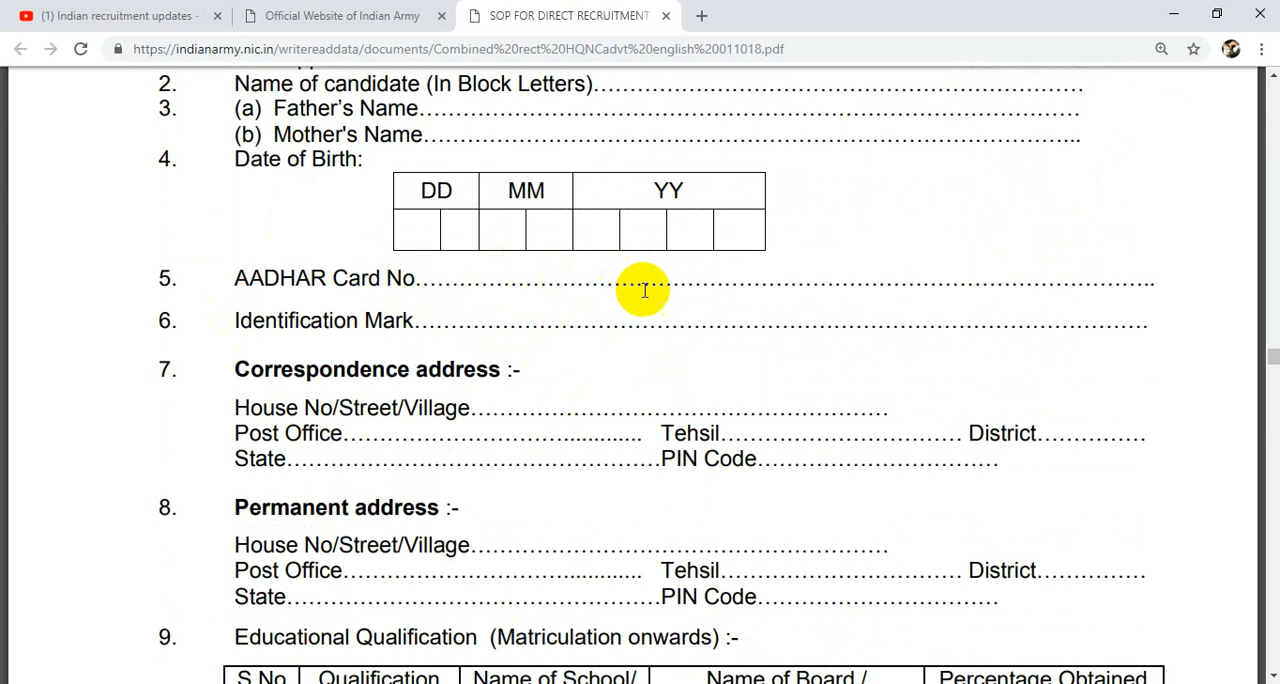 (1) Indian recruitment updates -
Official Website of Indian Army
SOP FOR DIRECT RECRUITMENT
https://indianarmy.nic.in/writereaddata/documents/Combined%20rect%20HQNCadvt%20english%20011018.pdf
2. Name of candidate (In Block Letters)……………………………………………………
3. (a) Father’s Name……………………………………………………………………………
(b) Mother's Name…………………………………………………………………………...
4. Date of Birth:
DD MM YY
5. AADHAR Card No……………………………………………………………………………..
6. Identification Mark……………………………………………………………………………
7. Correspondence address :-
House No/Street/Village…………………………………………
Post Office………………………............ Tehsil……………………… District…………
State……………………………………….PIN Code………………………
8. Permanent address :-
House No/Street/Village…………………………………………
Post Office………………………............ Tehsil……………………… District…………
State……………………………………….PIN Code………………………
9. Educational Qualification (Matriculation onwards) :-
S No Qualification Name of School/ Name of Board / Percentage Obtained